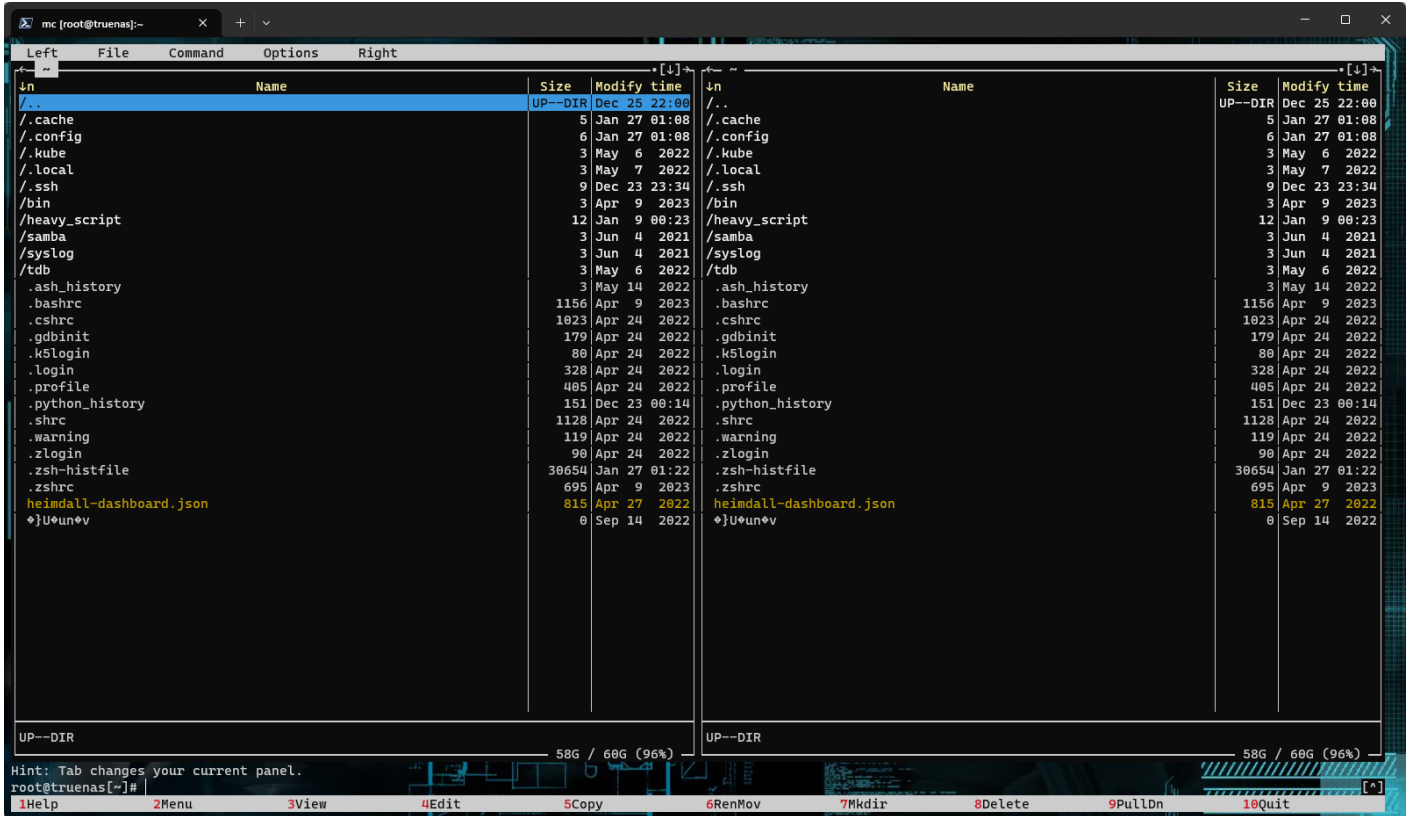 mc [root@truenas]:~
Left File Command Options Right
~ .[↓] ~ .[↓]
↓n Name Size Modify time ↓n Name Size Modify time
/.. UP--DIR Dec 25 22:00 /.. UP--DIR Dec 25 22:00
/.cache 5 Jan 27 01:08 /.cache 5 Jan 27 01:08
/.config 6 Jan 27 01:08 /.config 6 Jan 27 01:08
/.kube 3 May 6 2022 /.kube 3 May 6 2022
/.local 3 May 7 2022 /.local 3 May 7 2022
/.ssh 9 Dec 23 23:34 /.ssh 9 Dec 23 23:34
/bin 3 Apr 9 2023 /bin 3 Apr 9 2023
/heavy_script 12 Jan 9 00:23 /heavy_script 12 Jan 9 00:23
/samba 3 Jun 4 2021 /samba 3 Jun 4 2021
/syslog 3 Jun 4 2021 /syslog 3 Jun 4 2021
/tdb 3 May 6 2022 /tdb 3 May 6 2022
.ash_history 3 May 14 2022 .ash_history 3 May 14 2022
.bashrc 1156 Apr 9 2023 .bashrc 1156 Apr 9 2023
.cshrc 1023 Apr 24 2022 .cshrc 1023 Apr 24 2022
.gdbinit 179 Apr 24 2022 .gdbinit 179 Apr 24 2022
.k5login 80 Apr 24 2022 .k5login 80 Apr 24 2022
.login 328 Apr 24 2022 .login 328 Apr 24 2022
.profile 405 Apr 24 2022 .profile 405 Apr 24 2022
.python_history 151 Dec 23 00:14 .python_history 151 Dec 23 00:14
.shrc 1128 Apr 24 2022 .shrc 1128 Apr 24 2022
.warning 119 Apr 24 2022 .warning 119 Apr 24 2022
.zlogin 90 Apr 24 2022 .zlogin 90 Apr 24 2022
.zsh-histfile 30654 Jan 27 01:22 .zsh-histfile 30654 Jan 27 01:22
.zshrc 695 Apr 9 2023 .zshrc 695 Apr 9 2023
heimdall-dashboard.json 815 Apr 27 2022 heimdall-dashboard.json 815 Apr 27 2022
�}U�un�v 0 Sep 14 2022 �}U�un�v 0 Sep 14 2022
UP--DIR UP--DIR
58G / 60G (96%) 58G / 60G (96%)
Hint: Tab changes your current panel.
root@truenas[~]# [^]
1Help 2Menu 3View 4Edit 5Copy 6RenMov 7Mkdir 8Delete 9PullDn 10Quit